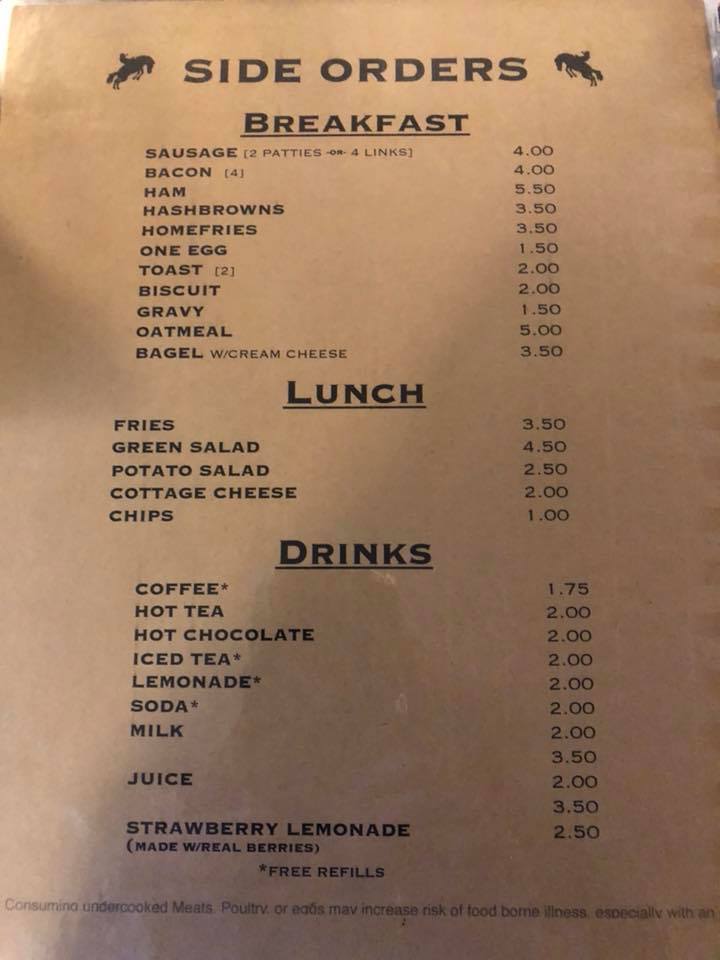 SIDE ORDERS
BREAKFAST
SAUSAGE [2 PATTIES -OR- 4 LINKS] 4.00
BACON [4] 4.00
HAM 5.50
HASHBROWNS 3.50
HOMEFRIES 3.50
ONE EGG 1.50
TOAST [2] 2.00
BISCUIT 2.00
GRAVY 1.50
OATMEAL 5.00
BAGEL W/CREAM CHEESE 3.50
LUNCH
FRIES 3.50
GREEN SALAD 4.50
POTATO SALAD 2.50
COTTAGE CHEESE 2.00
CHIPS 1.00
DRINKS
COFFEE* 1.75
HOT TEA 2.00
HOT CHOCOLATE 2.00
ICED TEA* 2.00
LEMONADE* 2.00
SODA* 2.00
MILK 2.00
3.50
JUICE 2.00
3.50
STRAWBERRY LEMONADE 2.50
(MADE W/REAL BERRIES)
*FREE REFILLS
Consuming undercooked Meats, Poultry, or eggs may increase risk of food borne illness, especially with an